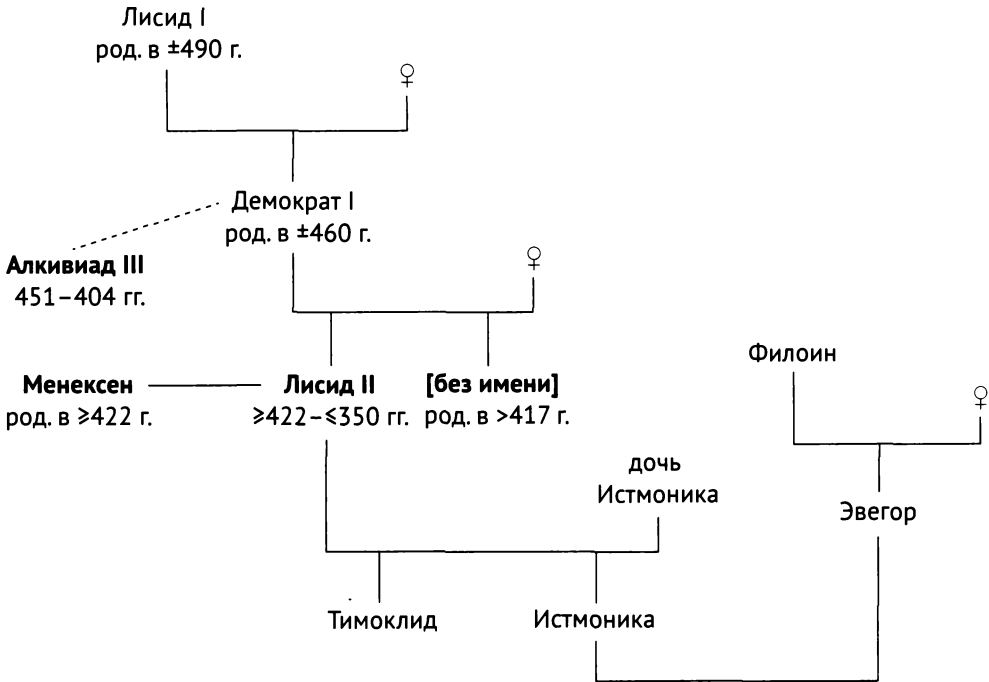 Лисид I
род. в ±490 г.
♀
Демократ I
род. в ±460 г.
Алкивиад III
451–404 гг.
♀
Филоин
Менексен
род. в ⩾422 г.
Лисид II
⩾422–⩽350 гг.
[без имени]
род. в >417 г.
♀
дочь
Истмоника
Эвегор
Тимоклид
Истмоника